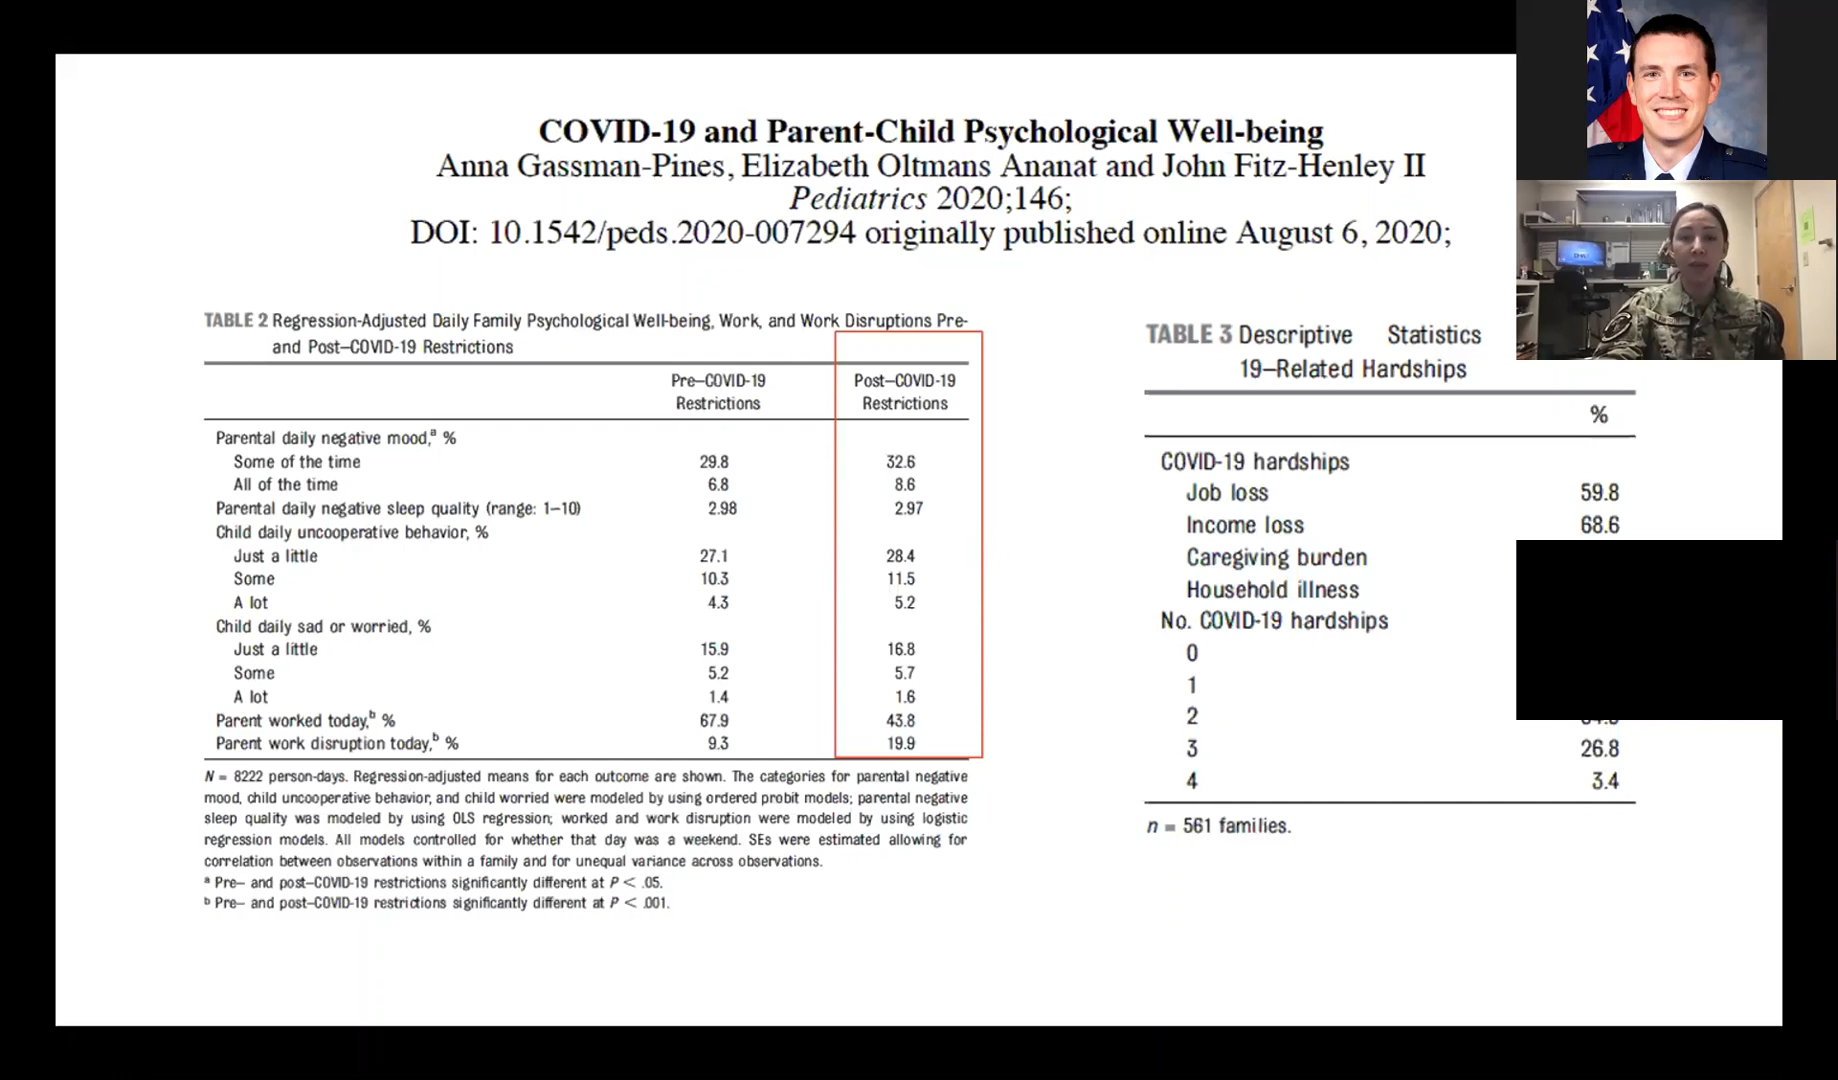 COVID-19 and Parent-Child Psychological Well-being
Anna Gassman-Pines, Elizabeth Oltmans Ananat and John Fitz-Henley II
Pediatrics 2020;146;
DOI: 10.1542/peds.2020-007294 originally published online August 6, 2020;
TABLE 2 Regression-Adjusted Daily Family Psychological Well-being, Work, and Work Disruptions Pre-
and Post–COVID-19 Restrictions
Pre–COVID-19 Post–COVID-19
Restrictions Restrictions
Parental daily negative mood,ª %
Some of the time 29.8 32.6
All of the time 6.8 8.6
Parental daily negative sleep quality (range: 1–10) 2.98 2.97
Child daily uncooperative behavior, %
Just a little 27.1 28.4
Some 10.3 11.5
A lot 4.3 5.2
Child daily sad or worried, %
Just a little 15.9 16.8
Some 5.2 5.7
A lot 1.4 1.6
Parent worked today,ᵇ % 67.9 43.8
Parent work disruption today,ᵇ % 9.3 19.9
N = 8222 person-days. Regression-adjusted means for each outcome are shown. The categories for parental negative
mood, child uncooperative behavior, and child worried were modeled by using ordered probit models; parental negative
sleep quality was modeled by using OLS regression; worked and work disruption were modeled by using logistic
regression models. All models controlled for whether that day was a weekend. SEs were estimated allowing for
correlation between observations within a family and for unequal variance across observations.
ª Pre– and post–COVID-19 restrictions significantly different at P < .05.
ᵇ Pre– and post–COVID-19 restrictions significantly different at P < .001.
TABLE 3 Descriptive Statistics
19–Related Hardships
%
COVID-19 hardships
Job loss 59.8
Income loss 68.6
Caregiving burden
Household illness
No. COVID-19 hardships
0
1
2
3 26.8
4 3.4
n = 561 families.